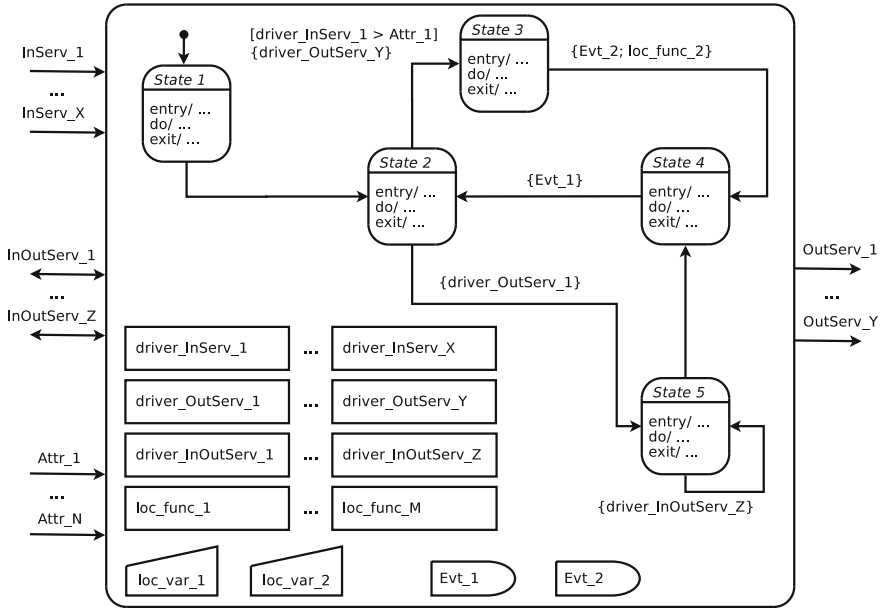 InServ_1
...
InServ_X
InOutServ_1
...
InOutServ_Z
Attr_1
...
Attr_N
State 1
entry/ ...
do/ ...
exit/ ...
[driver_InServ_1 > Attr_1]
{driver_OutServ_Y}
State 3
entry/ ...
do/ ...
exit/ ...
{Evt_2; loc_func_2}
State 2
entry/ ...
do/ ...
exit/ ...
{Evt_1}
State 4
entry/ ...
do/ ...
exit/ ...
{driver_OutServ_1}
State 5
entry/ ...
do/ ...
exit/ ...
{driver_InOutServ_Z}
driver_InServ_1 ... driver_InServ_X
driver_OutServ_1 ... driver_OutServ_Y
driver_InOutServ_1 ... driver_InOutServ_Z
loc_func_1 ... loc_func_M
loc_var_1 loc_var_2 Evt_1 Evt_2
OutServ_1
...
OutServ_Y